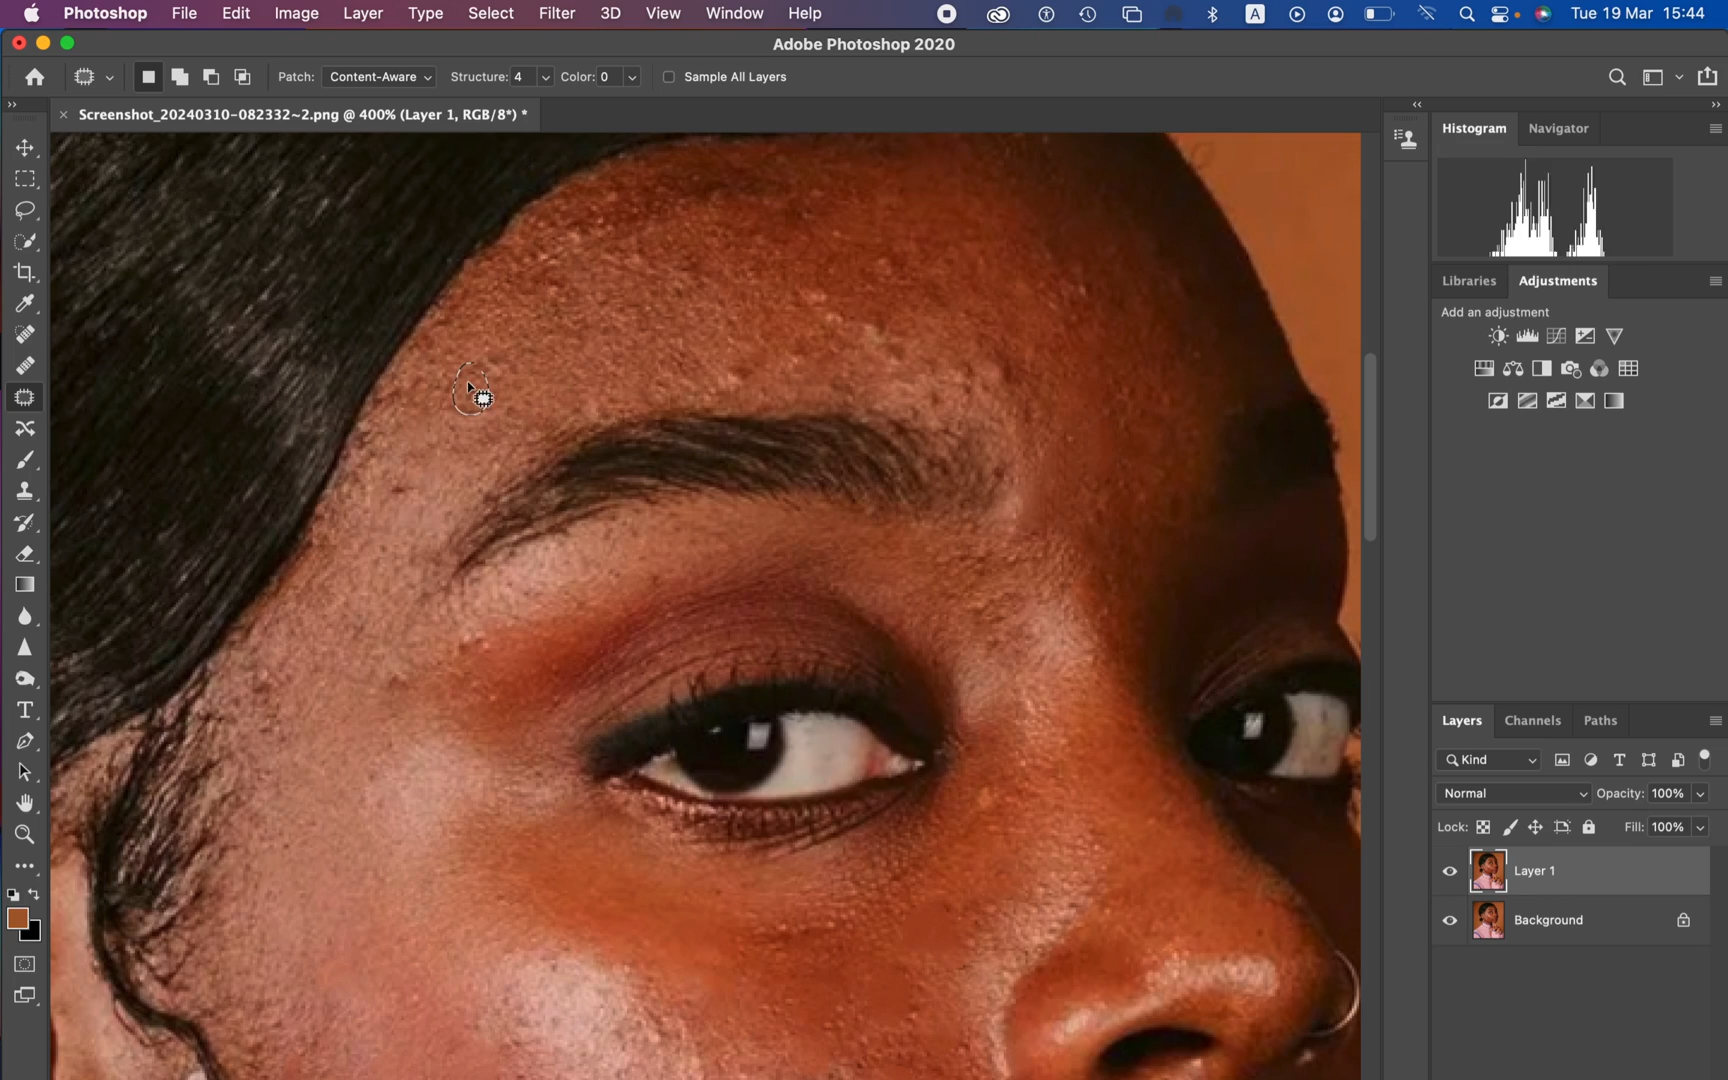 Photoshop File Edit Image Layer Type Select Filter 3D View Window Help A Tue 19 Mar 15:44
Adobe Photoshop 2020
Patch: Content-Aware Structure: 4 Color: 0 Sample All Layers
Screenshot_20240310-082332~2.png @ 400% (Layer 1, RGB/8*) *
Histogram Navigator
Libraries Adjustments
Add an adjustment
Layers Channels Paths
Kind
Normal Opacity: 100%
Lock: Fill: 100%
Layer 1
Background